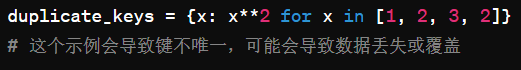 duplicate_keys = {x: x**2 for x in [1, 2, 3, 2]}
# 这个示例会导致键不唯一，可能会导致数据丢失或覆盖